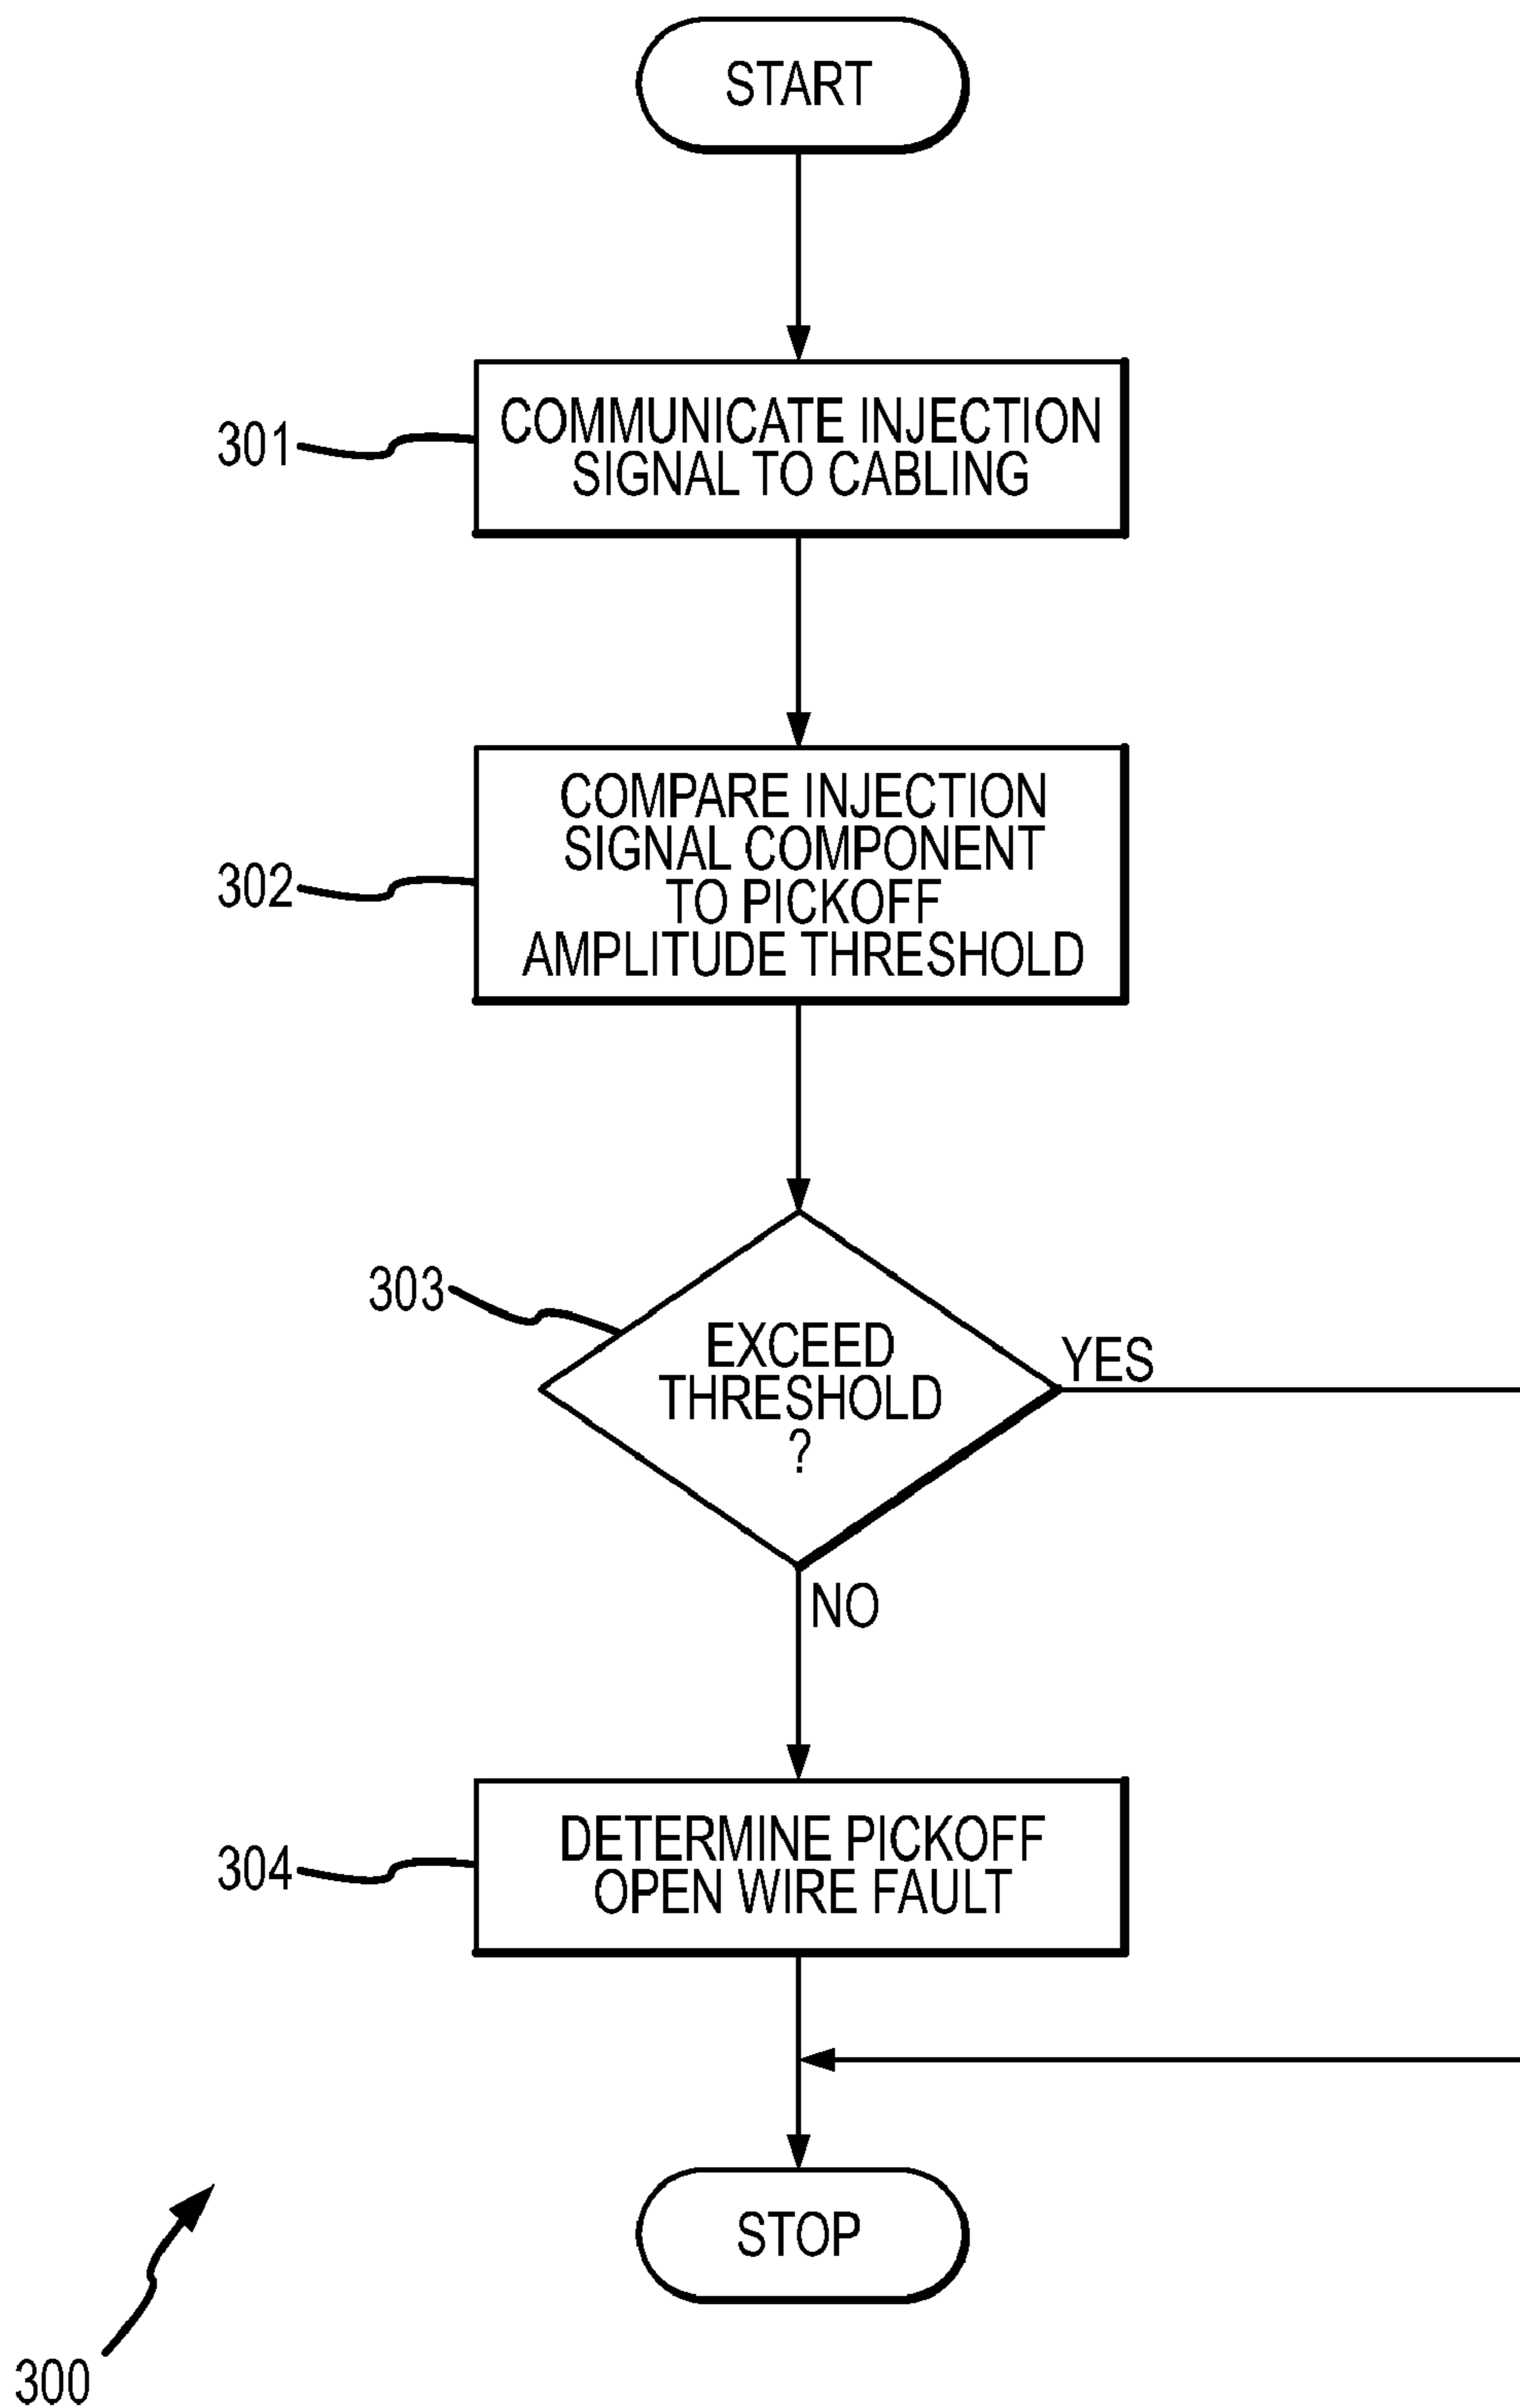 START
301
COMMUNICATE INJECTION
SIGNAL TO CABLING
302
COMPARE INJECTION
SIGNAL COMPONENT
TO PICKOFF
AMPLITUDE THRESHOLD
303
EXCEED
THRESHOLD
?
YES
NO
304
DETERMINE PICKOFF
OPEN WIRE FAULT
STOP
300